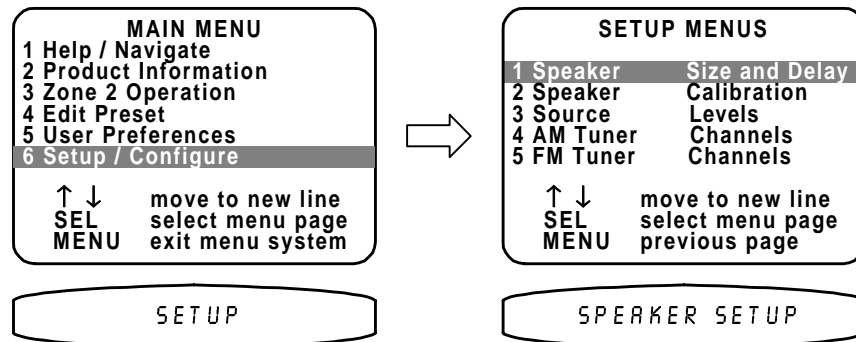 MAIN MENU
1 Help / Navigate
2 Product Information
3 Zone 2 Operation
4 Edit Preset
5 User Preferences
6 Setup / Configure
↑ ↓ move to new line
SEL select menu page
MENU exit menu system
SETUP
SETUP MENUS
1 Speaker Size and Delay
2 Speaker Calibration
3 Source Levels
4 AM Tuner Channels
5 FM Tuner Channels
↑ ↓ move to new line
SEL select menu page
MENU previous page
SPEAKER SETUP